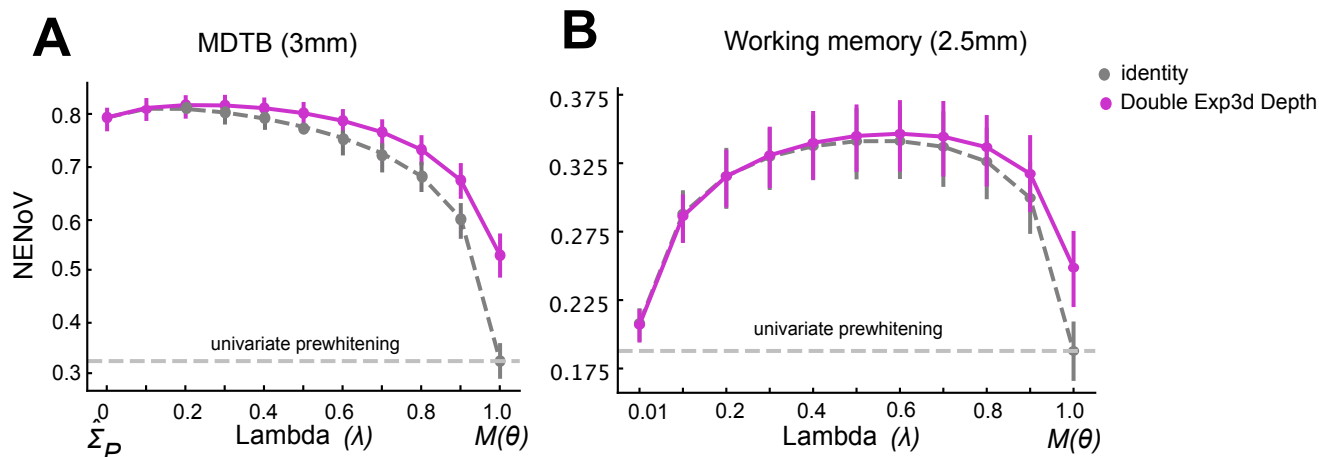 A
MDTB (3mm)
NENoV
0.8
0.7
0.6
0.5
0.4
0.3
univariate prewhitening
0
0.2
0.4
0.6
0.8
1.0
Σ̂_P
Lambda (λ)
M(θ)
B
Working memory (2.5mm)
0.375
0.325
0.275
0.225
0.175
univariate prewhitening
0.01
0.2
0.4
0.6
0.8
1.0
Lambda (λ)
M(θ)
identity
Double Exp3d Depth